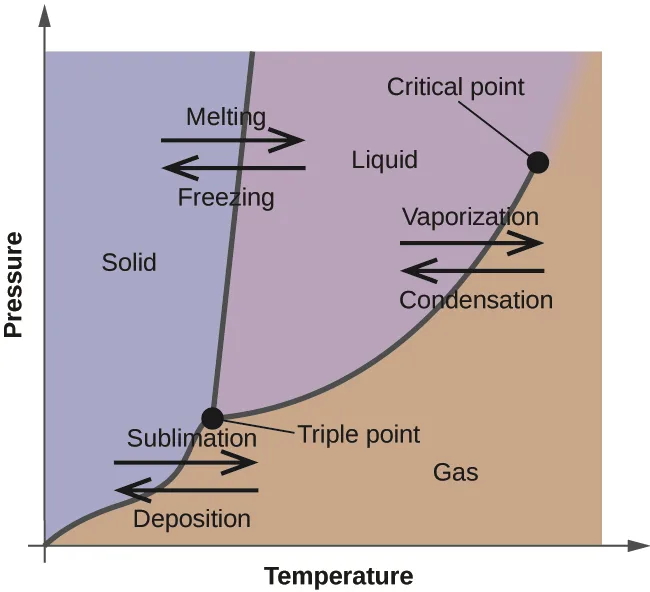 Critical point
Melting
Liquid
Freezing
Vaporization
Solid
Condensation
Pressure
Sublimation
Triple point
Gas
Deposition
Temperature